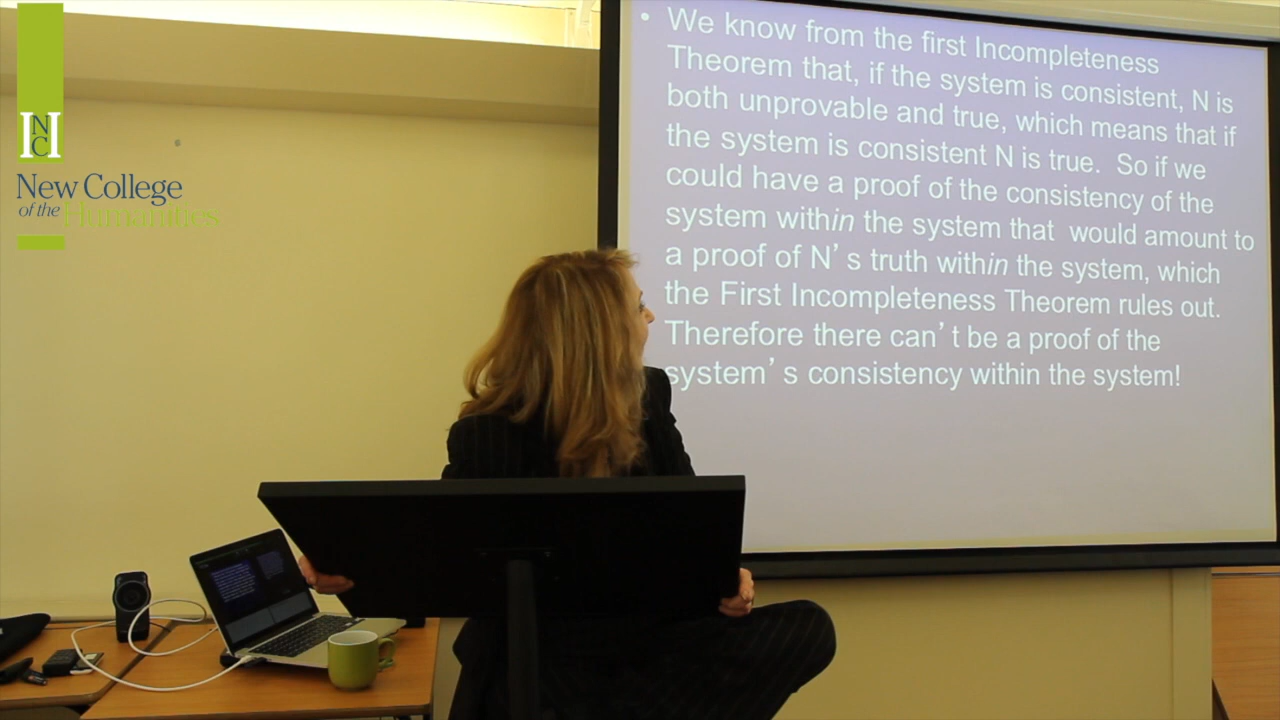 NCH
New College
of the Humanities
• We know from the first Incompleteness
Theorem that, if the system is consistent, N is
both unprovable and true, which means that if
the system is consistent N is true. So if we
could have a proof of the consistency of the
system within the system that would amount to
a proof of N's truth within the system, which
the First Incompleteness Theorem rules out.
Therefore there can't be a proof of the
system's consistency within the system!